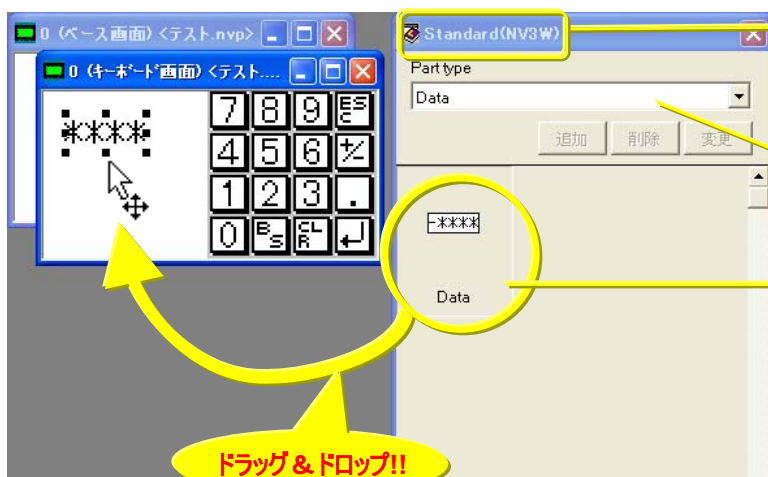 0 (ベース画面) <テスト.nvp>
0 (キーボード画面) <テスト....
****
7 8 9 ESC
4 5 6 +/-
1 2 3 .
0 BS CLR ↵
Standard(NV3W)
Part type
Data
追加 削除 変更
-****
Data
ドラッグ & ドロップ!!